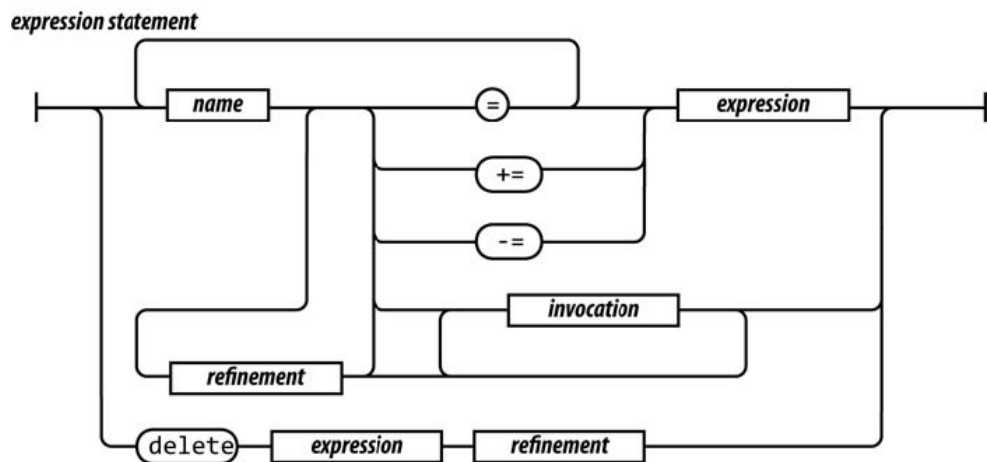 expression statement
name = expression
+=
-=
invocation
refinement
delete expression refinement